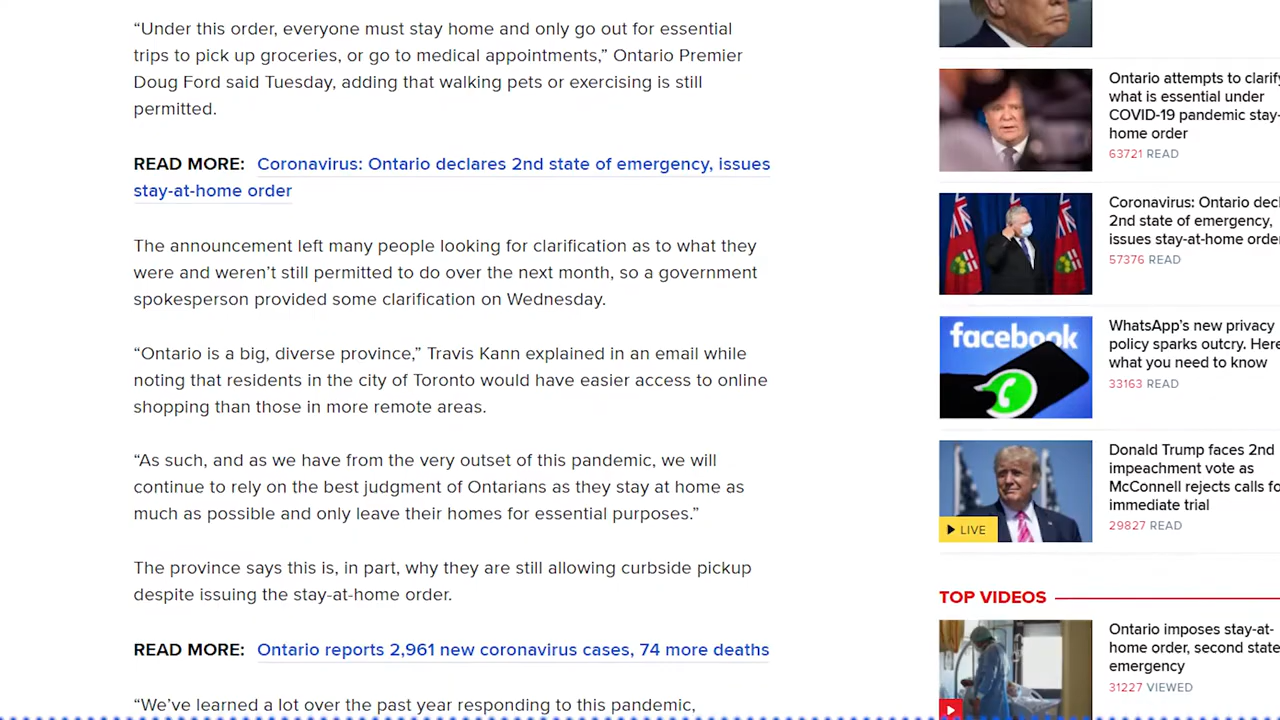 “Under this order, everyone must stay home and only go out for essential
trips to pick up groceries, or go to medical appointments,” Ontario Premier
Doug Ford said Tuesday, adding that walking pets or exercising is still
permitted.
READ MORE: Coronavirus: Ontario declares 2nd state of emergency, issues
stay-at-home order
The announcement left many people looking for clarification as to what they
were and weren’t still permitted to do over the next month, so a government
spokesperson provided some clarification on Wednesday.
“Ontario is a big, diverse province,” Travis Kann explained in an email while
noting that residents in the city of Toronto would have easier access to online
shopping than those in more remote areas.
“As such, and as we have from the very outset of this pandemic, we will
continue to rely on the best judgment of Ontarians as they stay at home as
much as possible and only leave their homes for essential purposes.”
The province says this is, in part, why they are still allowing curbside pickup
despite issuing the stay-at-home order.
READ MORE: Ontario reports 2,961 new coronavirus cases, 74 more deaths
“We’ve learned a lot over the past year responding to this pandemic,
Ontario attempts to clarify
what is essential under
COVID-19 pandemic stay-
home order
63721 READ
Coronavirus: Ontario decl
2nd state of emergency,
issues stay-at-home order
57376 READ
facebook
WhatsApp’s new privacy
policy sparks outcry. Here
what you need to know
33163 READ
LIVE
Donald Trump faces 2nd
impeachment vote as
McConnell rejects calls fo
immediate trial
29827 READ
TOP VIDEOS
Ontario imposes stay-at-
home order, second state
emergency
31227 VIEWED